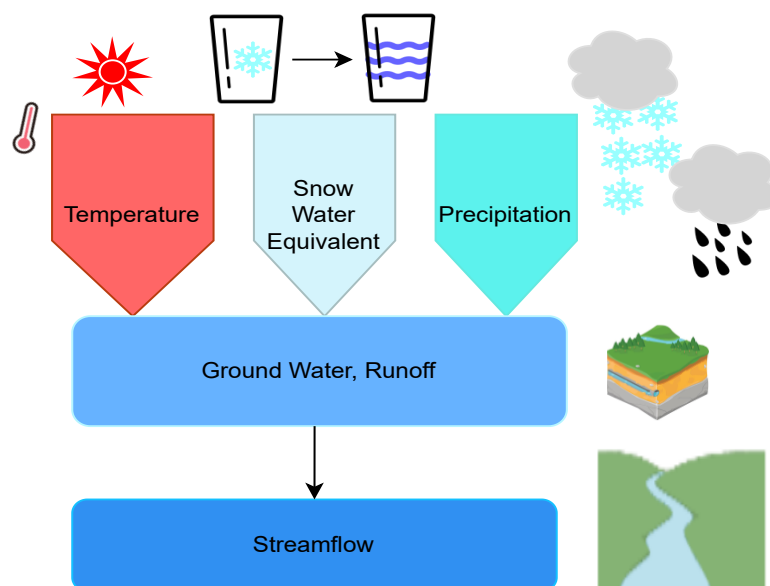 Temperature
Snow
Water
Equivalent
Precipitation
Ground Water, Runoff
Streamflow